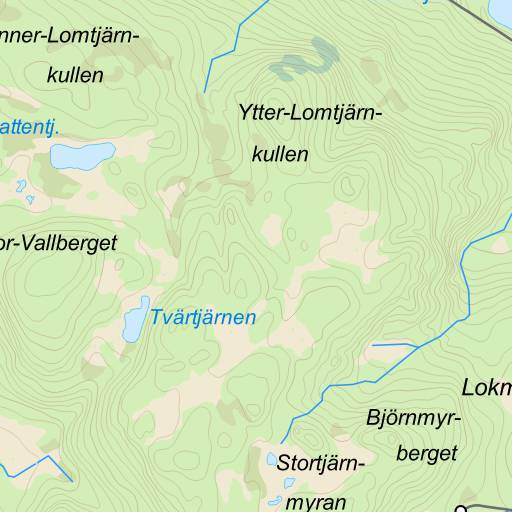 nner-Lomtjärn-
kullen
Ytter-Lomtjärn-
kullen
attentj.
or-Vallberget
Tvärtjärnen
Lokm
Björnmyr-
berget
Stortjärn-
myran